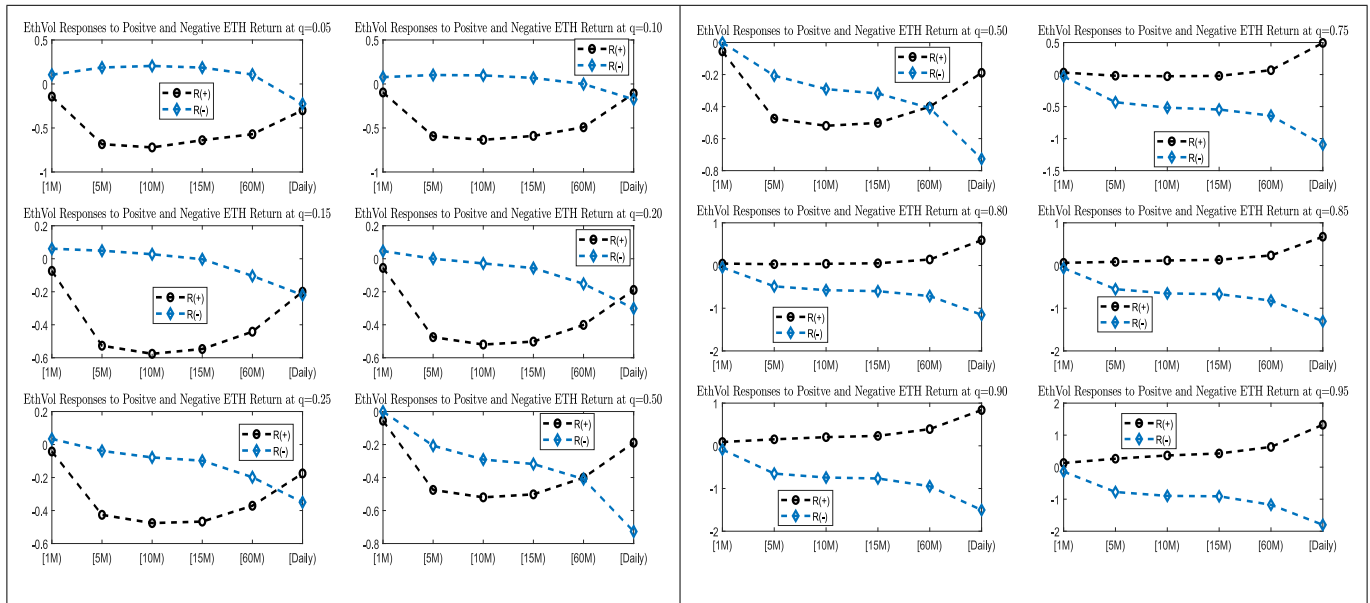 EthVol Responses to Positve and Negative ETH Return at q=0.05
0.5
0
-0.5
-1
R(+)
R(-)
[1M) [5M) [10M) [15M) [60M) [Daily)
EthVol Responses to Positve and Negative ETH Return at q=0.10
0.5
0
-0.5
-1
R(+)
R(-)
[1M) [5M) [10M) [15M) [60M) [Daily)
EthVol Responses to Positve and Negative ETH Return at q=0.15
0.2
0
-0.2
-0.4
-0.6
R(+)
R(-)
[1M) [5M) [10M) [15M) [60M) [Daily)
EthVol Responses to Positve and Negative ETH Return at q=0.20
0.2
0
-0.2
-0.4
-0.6
R(+)
R(-)
[1M) [5M) [10M) [15M) [60M) [Daily)
EthVol Responses to Positve and Negative ETH Return at q=0.25
0.2
0
-0.2
-0.4
-0.6
R(+)
R(-)
[1M) [5M) [10M) [15M) [60M) [Daily)
EthVol Responses to Positve and Negative ETH Return at q=0.50
0
-0.2
-0.4
-0.6
-0.8
R(+)
R(-)
[1M) [5M) [10M) [15M) [60M) [Daily)
EthVol Responses to Positve and Negative ETH Return at q=0.50
0
-0.2
-0.4
-0.6
-0.8
R(+)
R(-)
[1M) [5M) [10M) [15M) [60M) [Daily)
EthVol Responses to Positve and Negative ETH Return at q=0.75
0.5
0
-0.5
-1
-1.5
R(+)
R(-)
[1M) [5M) [10M) [15M) [60M) [Daily)
EthVol Responses to Positve and Negative ETH Return at q=0.80
1
0
-1
-2
R(+)
R(-)
[1M) [5M) [10M) [15M) [60M) [Daily)
EthVol Responses to Positve and Negative ETH Return at q=0.85
1
0
-1
-2
R(+)
R(-)
[1M) [5M) [10M) [15M) [60M) [Daily)
EthVol Responses to Positve and Negative ETH Return at q=0.90
1
0
-1
-2
R(+)
R(-)
[1M) [5M) [10M) [15M) [60M) [Daily)
EthVol Responses to Positve and Negative ETH Return at q=0.95
2
1
0
-1
-2
R(+)
R(-)
[1M) [5M) [10M) [15M) [60M) [Daily)